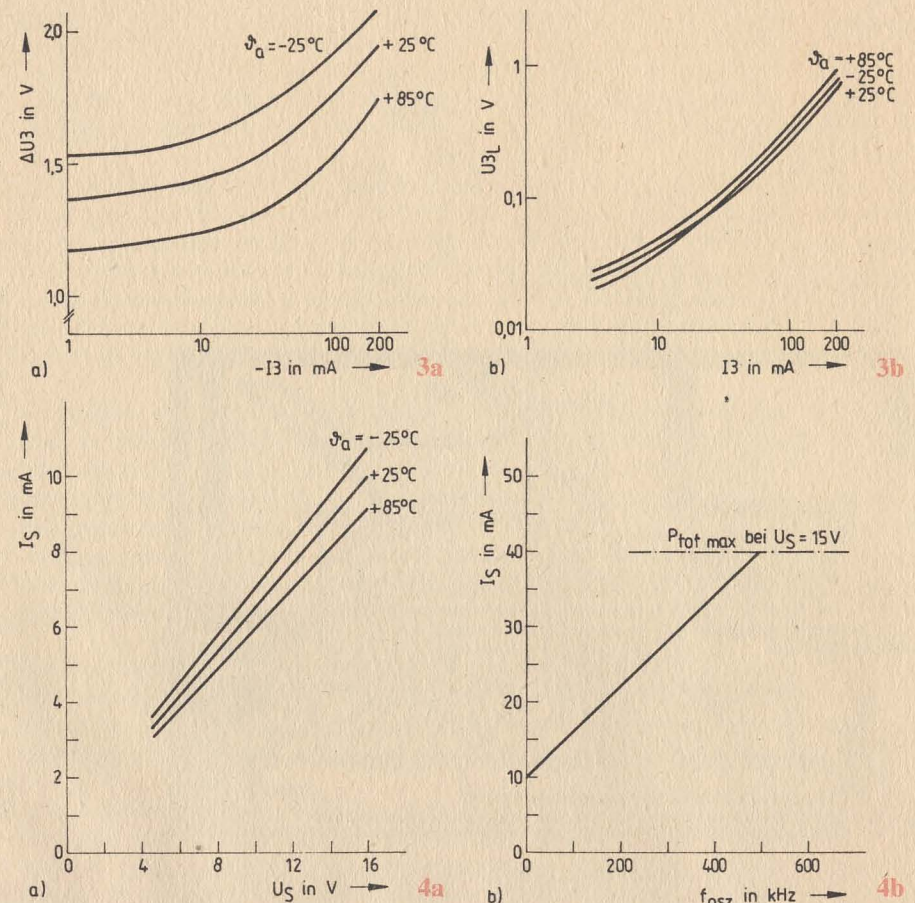 ΔU3 in V
2,0
1,5
1,0
ϑa = -25°C
+ 25°C
+85°C
1
10
100
200
a)
-I3 in mA
3a
U3L in V
1
0,1
0,01
ϑa = +85°C
- 25°C
+ 25°C
10
100
200
b)
I3 in mA
3b
IS in mA
10
8
6
4
2
0
ϑa = - 25°C
+25°C
+85°C
0
4
8
12
16
a)
US in V
4a
IS in mA
50
40
30
20
10
0
Ptot max bei US = 15V
0
200
400
600
b)
fosz in kHz
4b